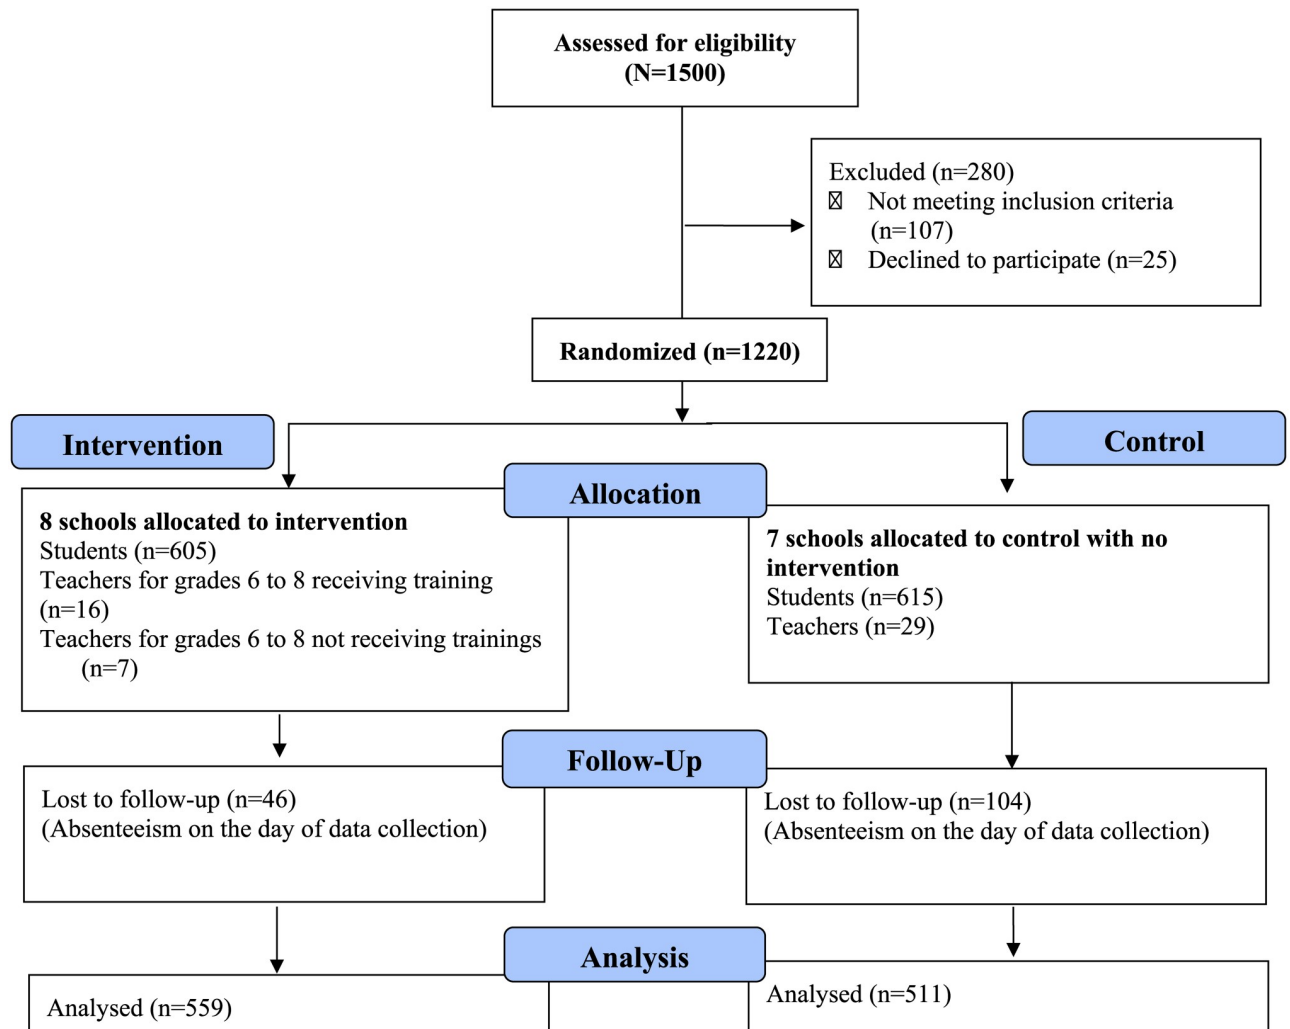 Assessed for eligibility
(N=1500)
Excluded (n=280)
Not meeting inclusion criteria
(n=107)
Declined to participate (n=25)
Randomized (n=1220)
Intervention
Control
Allocation
8 schools allocated to intervention
Students (n=605)
Teachers for grades 6 to 8 receiving training
(n=16)
Teachers for grades 6 to 8 not receiving trainings
(n=7)
7 schools allocated to control with no
intervention
Students (n=615)
Teachers (n=29)
Follow-Up
Lost to follow-up (n=46)
(Absenteeism on the day of data collection)
Lost to follow-up (n=104)
(Absenteeism on the day of data collection)
Analysis
Analysed (n=559)
Analysed (n=511)